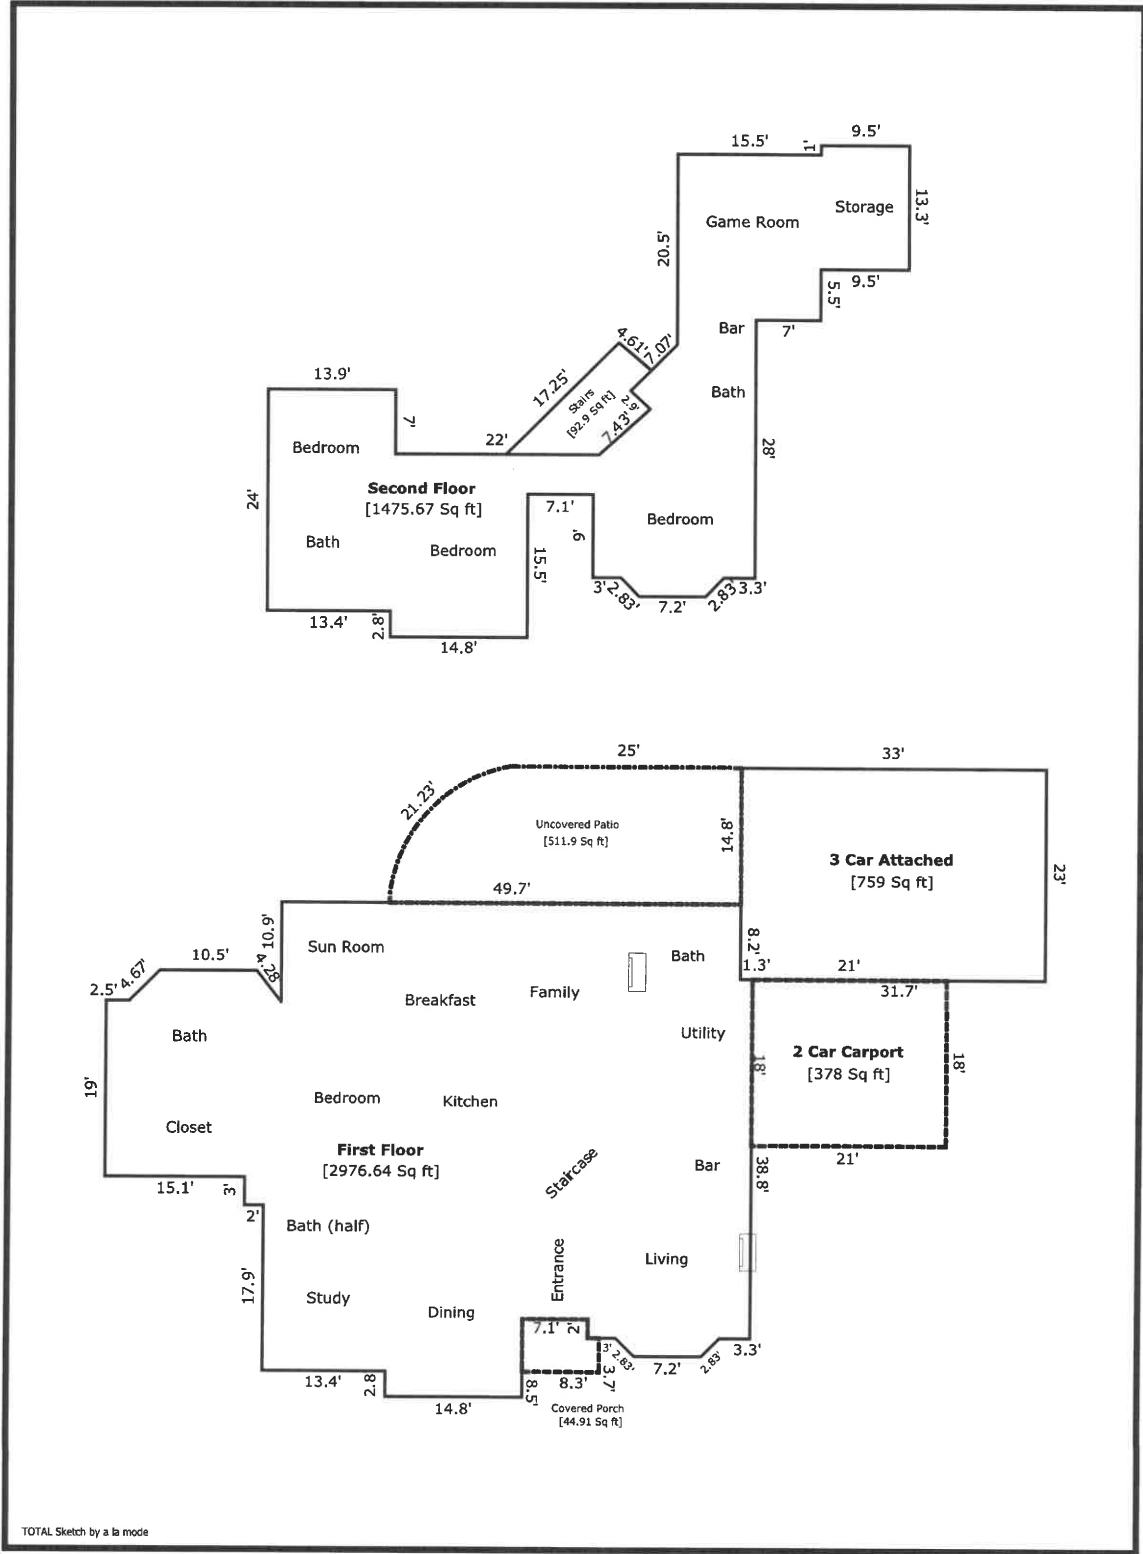 9.5'
15.5'
1'
Storage
13.3'
Game Room
20.5'
9.5'
5.5'
Bar
7'
4.61'
7.07'
13.9'
17.25'
Stairs
[92.9 Sq ft]
2.9'
Bath
7'
22'
7.43'
28'
Bedroom
24'
Second Floor
[1475.67 Sq ft]
7.1'
Bedroom
9'
Bath
Bedroom
15.5'
3'
2.83'
7.2'
2.83'
3.3'
13.4'
2.8'
14.8'
25'
33'
21.23'
Uncovered Patio
[511.9 Sq ft]
14.8'
3 Car Attached
[759 Sq ft]
23'
49.7'
10.9'
Sun Room
8.2'
10.5'
4.67'
4.28
2.5'
Bath
1.3'
21'
31.7'
Breakfast
Family
Bath
Utility
2 Car Carport
[378 Sq ft]
18'
18'
19'
Bedroom
Kitchen
Closet
First Floor
[2976.64 Sq ft]
Staircase
Bar
21'
38.8'
15.1'
3'
2'
Bath (half)
Entrance
Living
17.9'
Study
Dining
7.1'
2'
3'
2.83'
7.2'
2.83'
3.3'
13.4'
2.8
8.5'
8.3'
3.7'
14.8'
Covered Porch
[44.91 Sq ft]
TOTAL Sketch by a la mode